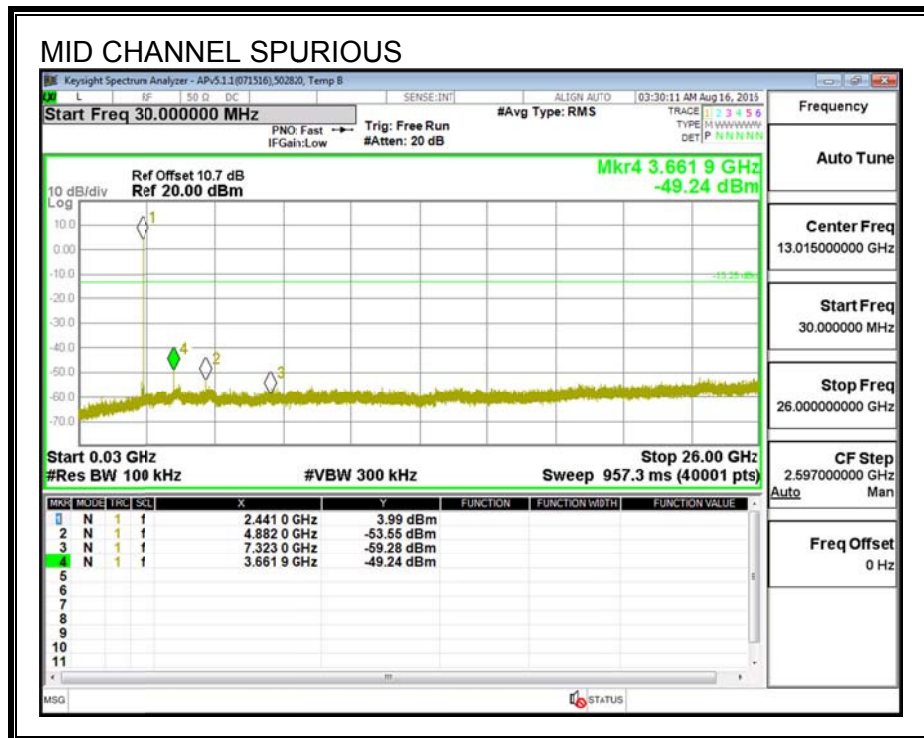 MID CHANNEL SPURIOUS
Keysight Spectrum Analyzer - APv5.1.1(071516),502820, Temp B
L RF 50 Ω DC SENSE:INT ALIGN AUTO 03:30:11 AM Aug 16, 2016
Start Freq 30.000000 MHz
PNO: Fast
IFGain:Low
Trig: Free Run
#Atten: 20 dB
#Avg Type: RMS
TRACE 1 2 3 4 5 6
TYPE M W W W W W
DET P N N N N N
Mkr4 3.661 9 GHz
-49.24 dBm
Ref Offset 10.7 dB
10 dB/div Ref 20.00 dBm
Log
10.0
0.00
-10.0
-20.0
-30.0
-40.0
-50.0
-60.0
-70.0
1
4
2
3
Start 0.03 GHz Stop 26.00 GHz
#Res BW 100 kHz #VBW 300 kHz Sweep 957.3 ms (40001 pts)
MKR MODE TRC SCL X Y FUNCTION FUNCTION WIDTH FUNCTION VALUE
1 N 1 f 2.441 0 GHz 3.99 dBm
2 N 1 f 4.882 0 GHz -53.55 dBm
3 N 1 f 7.323 0 GHz -59.28 dBm
4 N 1 f 3.661 9 GHz -49.24 dBm
5
6
7
8
9
10
11
MSG STATUS
Frequency
Auto Tune
Center Freq
13.015000000 GHz
Start Freq
30.000000 MHz
Stop Freq
26.000000000 GHz
CF Step
2.597000000 GHz
Auto Man
Freq Offset
0 Hz